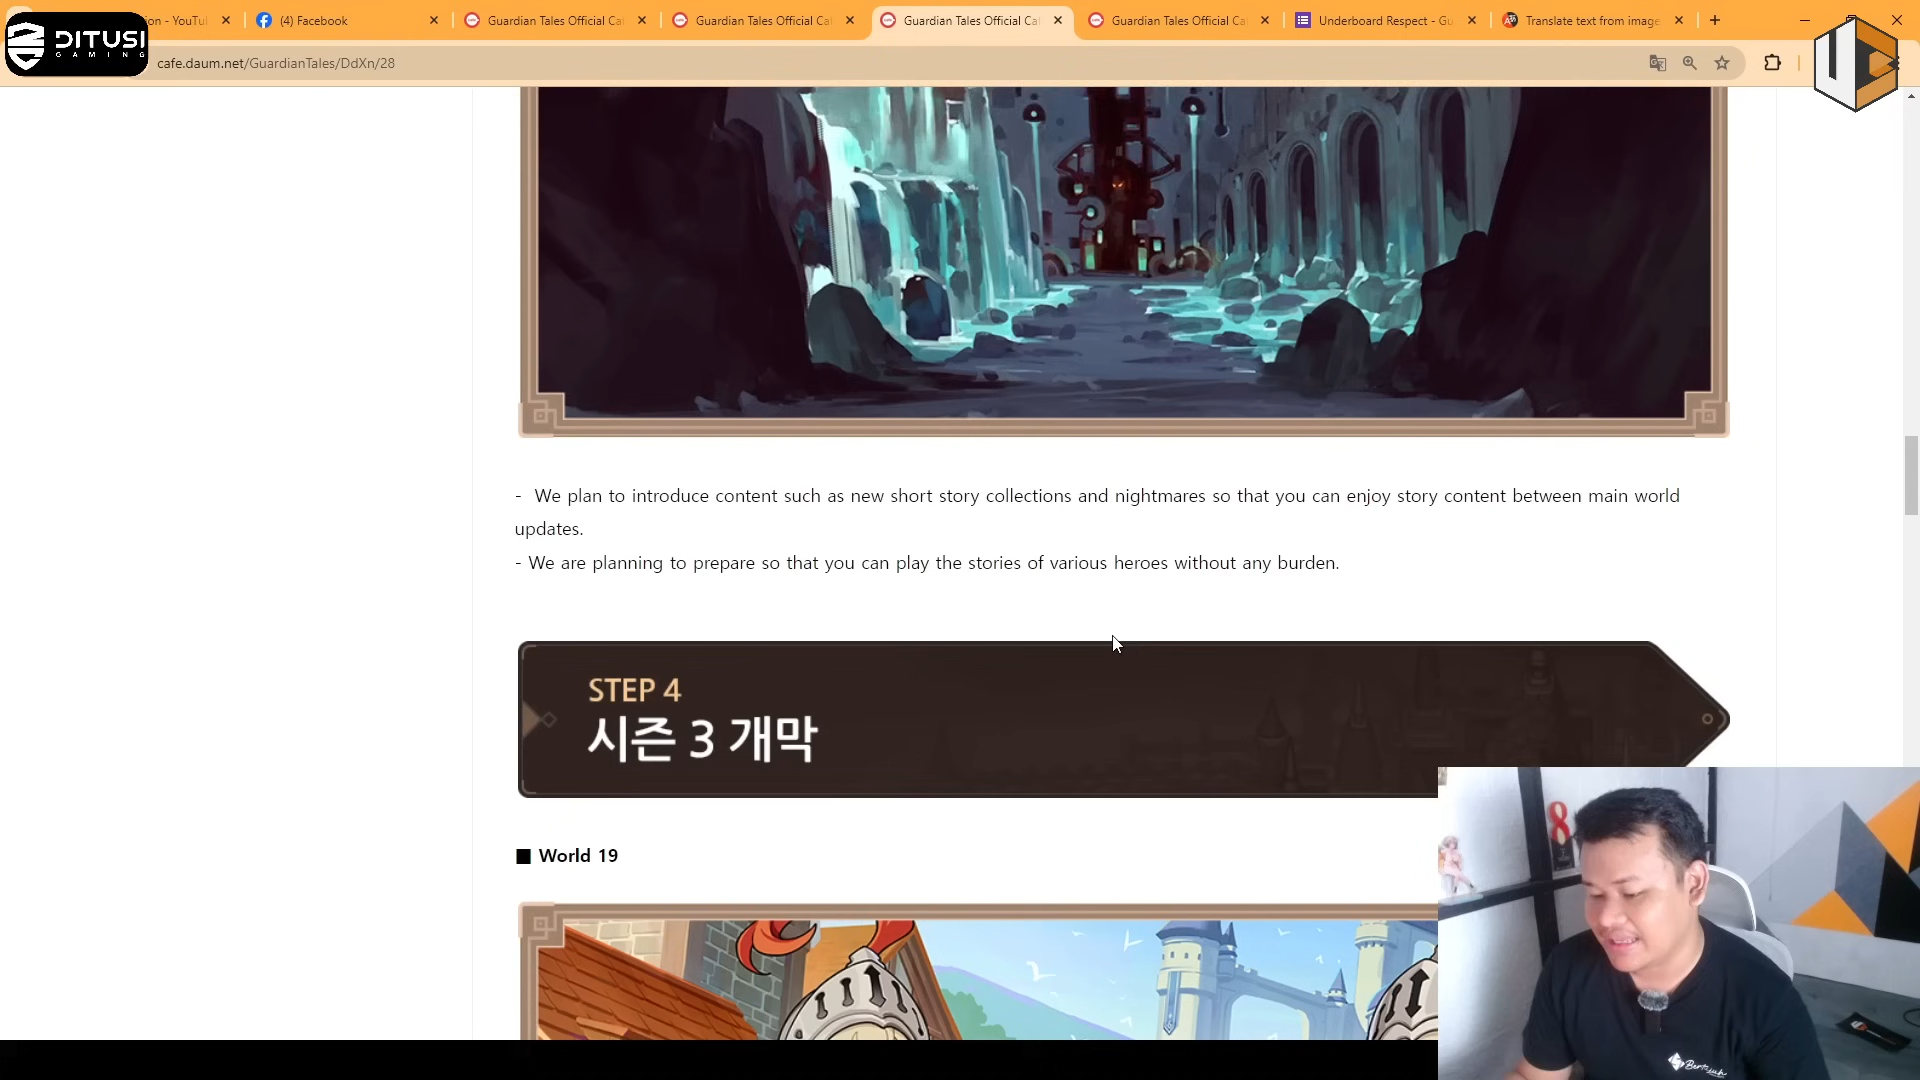 ion - YouTu
(4) Facebook
Guardian Tales Official Ca
Guardian Tales Official Ca
Guardian Tales Official Ca
Guardian Tales Official Ca
Underboard Respect - Gu
Translate text from image
DITUSI
GAMING
cafe.daum.net/GuardianTales/DdXn/28
- We plan to introduce content such as new short story collections and nightmares so that you can enjoy story content between main world
updates.
- We are planning to prepare so that you can play the stories of various heroes without any burden.
STEP 4
시즌 3 개막
■ World 19
8